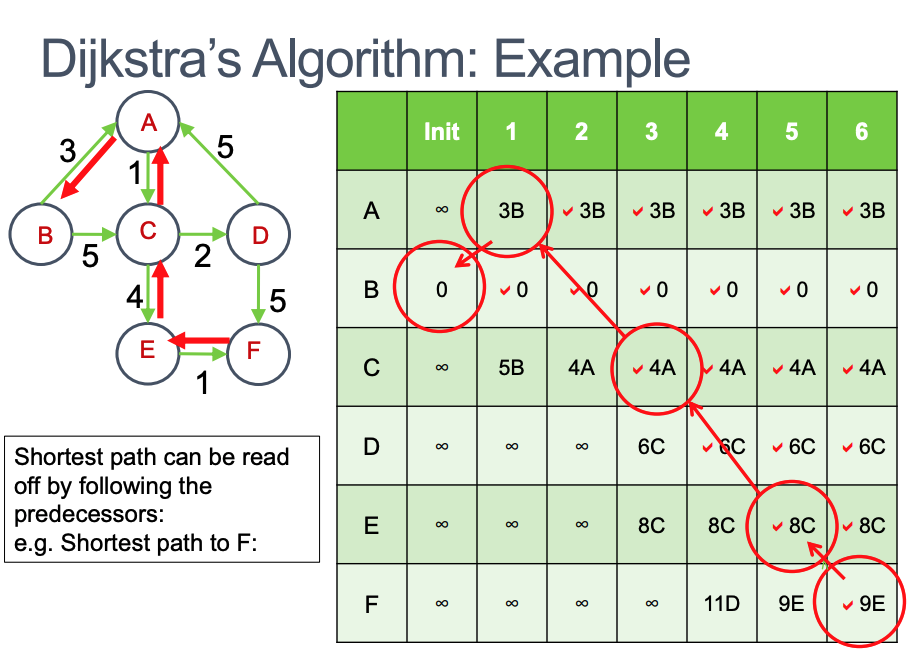 Dijkstra's Algorithm: Example
A
3
5
1
B
C
D
5
2
4
5
E
F
1
Shortest path can be read
off by following the
predecessors:
e.g. Shortest path to F:
Init 1 2 3 4 5 6
A ∞ 3B ✓3B ✓3B ✓3B ✓3B ✓3B
B 0 ✓0 ✓0 ✓0 ✓0 ✓0 ✓0
C ∞ 5B 4A ✓4A ✓4A ✓4A ✓4A
D ∞ ∞ ∞ 6C ✓6C ✓6C ✓6C
E ∞ ∞ ∞ 8C 8C ✓8C ✓8C
F ∞ ∞ ∞ ∞ 11D 9E ✓9E